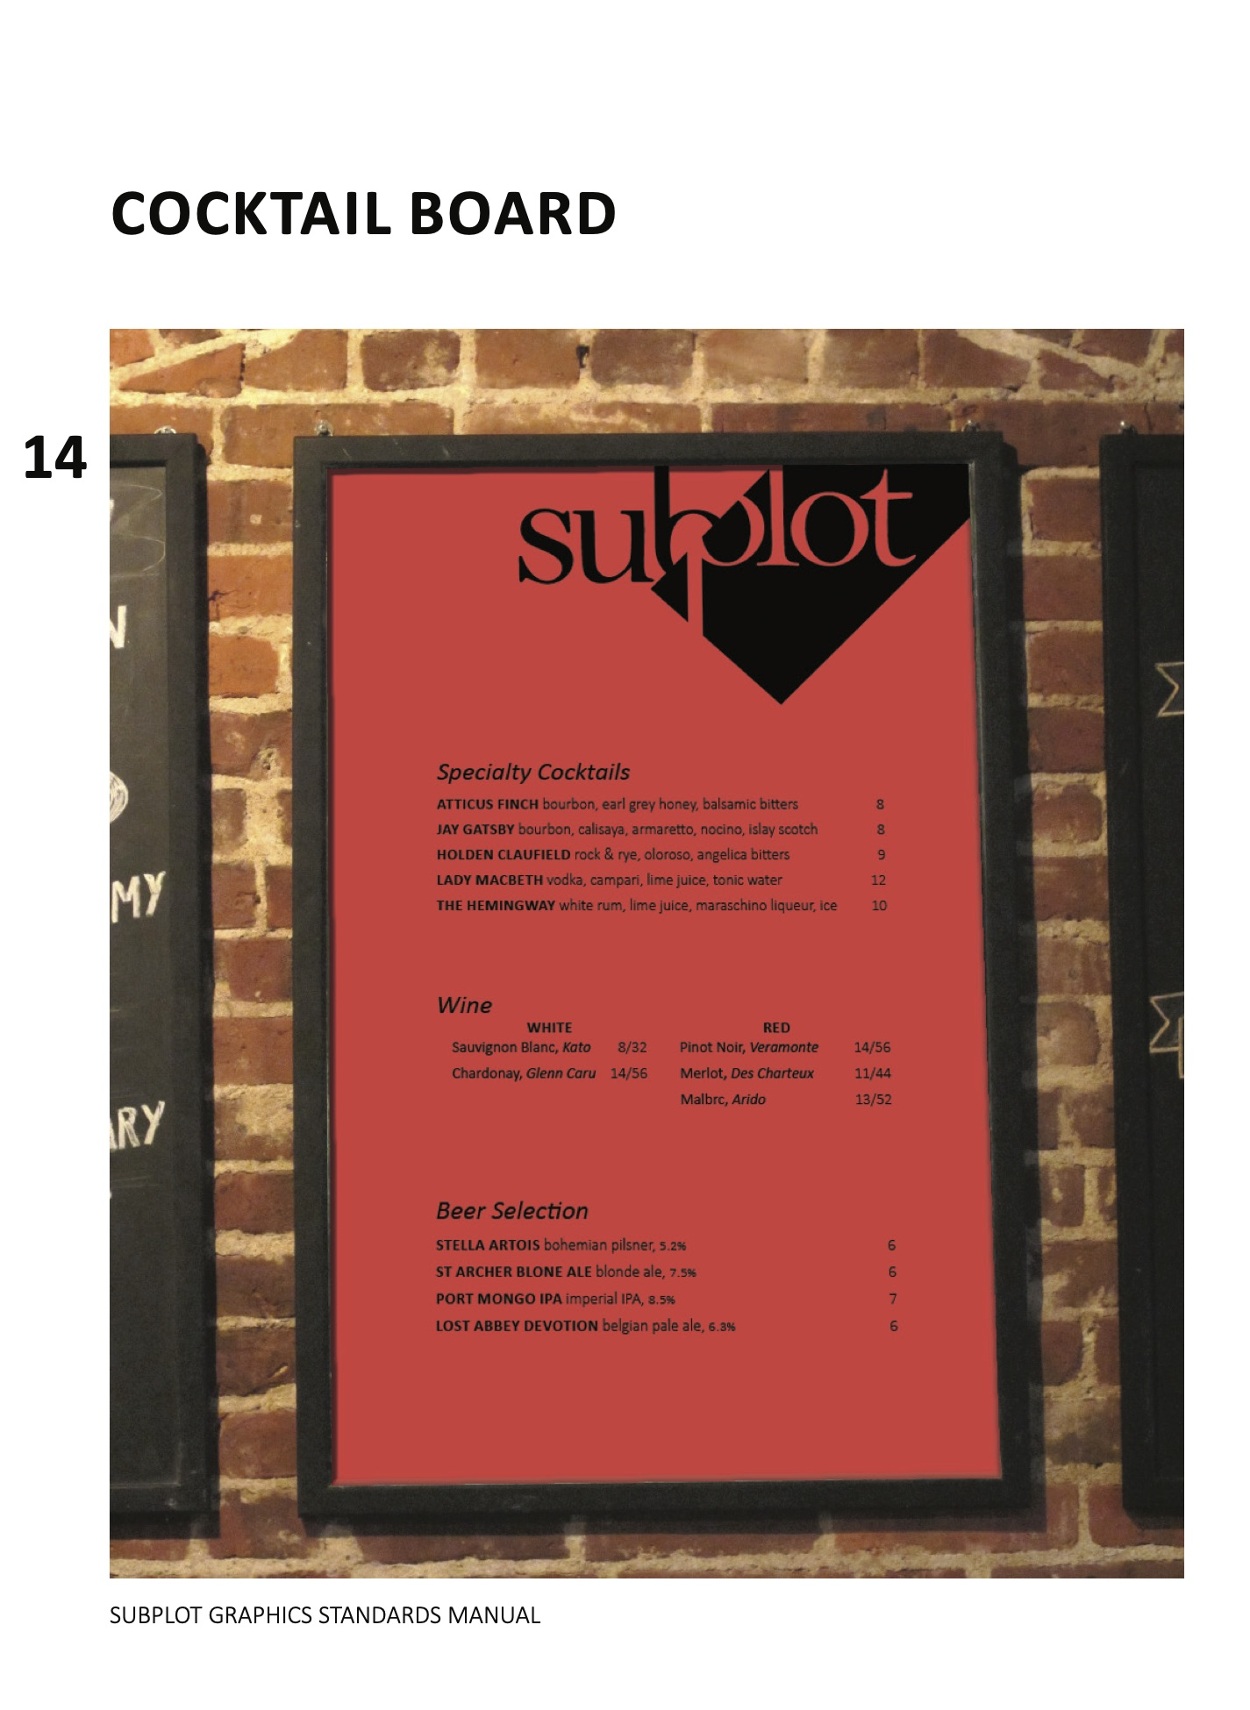 COCKTAIL BOARD
14
subplot
MY
ARY
Specialty Cocktails
ATTICUS FINCH bourbon, earl grey honey, balsamic bitters 8
JAY GATSBY bourbon, calisaya, armaretto, nocino, islay scotch 8
HOLDEN CLAUFIELD rock & rye, oloroso, angelica bitters 9
LADY MACBETH vodka, campari, lime juice, tonic water 12
THE HEMINGWAY white rum, lime juice, maraschino liqueur, ice 10
Wine
WHITE RED
Sauvignon Blanc, Kato 8/32 Pinot Noir, Veramonte 14/56
Chardonay, Glenn Caru 14/56 Merlot, Des Charteux 11/44
Malbrc, Arido 13/52
Beer Selection
STELLA ARTOIS bohemian pilsner, 5.2% 6
ST ARCHER BLONE ALE blonde ale, 7.5% 6
PORT MONGO IPA imperial IPA, 8.5% 7
LOST ABBEY DEVOTION belgian pale ale, 6.3% 6
SUBPLOT GRAPHICS STANDARDS MANUAL